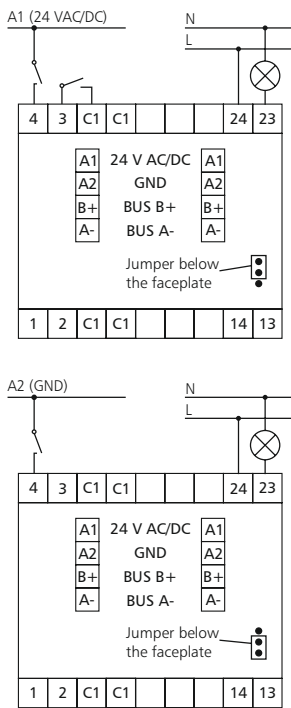 A1 (24 VAC/DC) N
L
4 3 C1 C1 24 23
A1 24 V AC/DC A1
A2 GND A2
B+ BUS B+ B+
A- BUS A- A-
Jumper below
the faceplate
1 2 C1 C1 14 13
A2 (GND) N
L
4 3 C1 C1 24 23
A1 24 V AC/DC A1
A2 GND A2
B+ BUS B+ B+
A- BUS A- A-
Jumper below
the faceplate
1 2 C1 C1 14 13